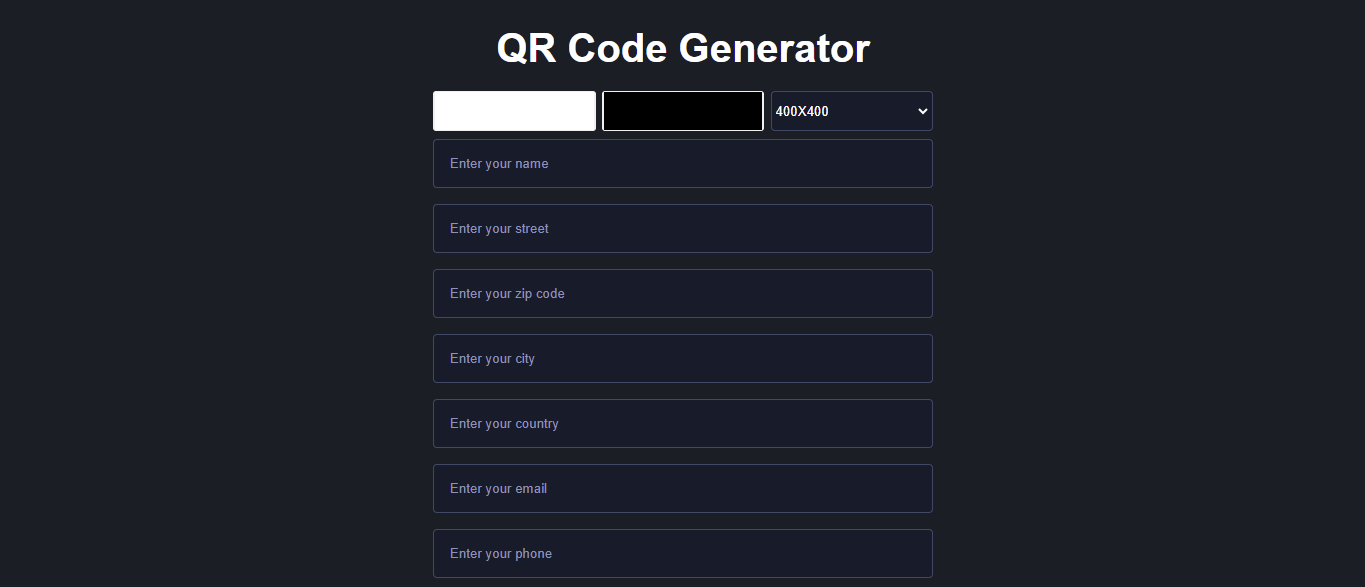 QR Code Generator
400X400
Enter your name
Enter your street
Enter your zip code
Enter your city
Enter your country
Enter your email
Enter your phone